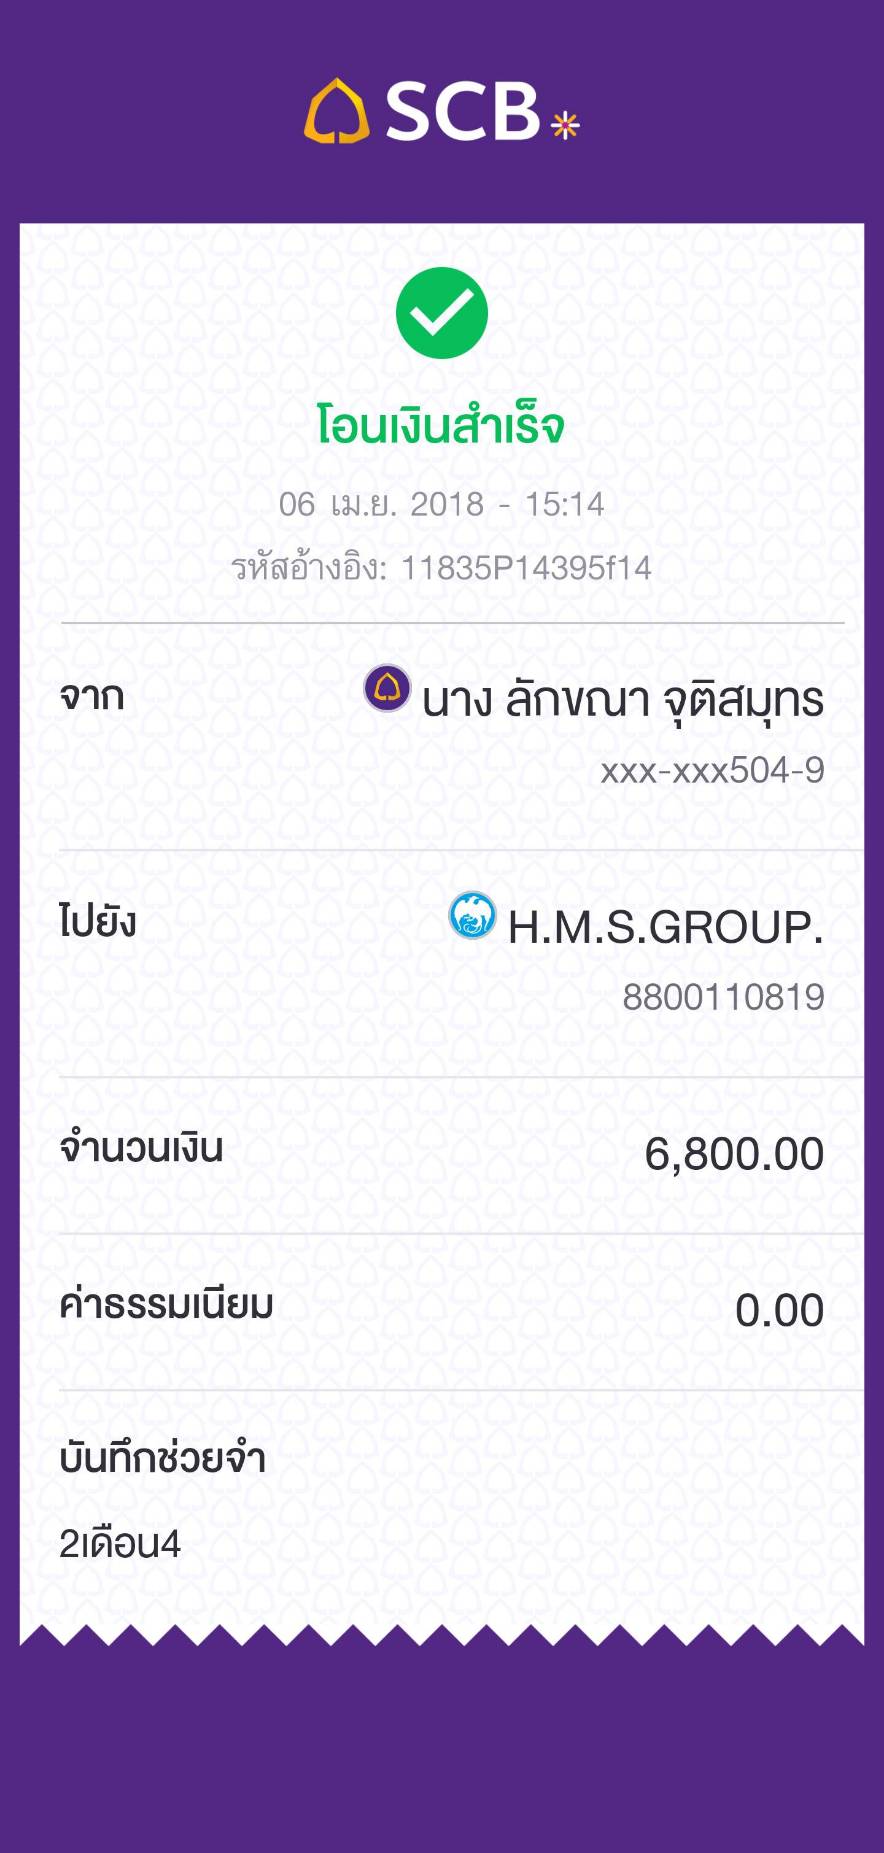 SCB
โอนเงินสำเร็จ
06 เม.ย. 2018 - 15:14
รหัสอ้างอิง: 11835P14395f14
จาก
นาง ลักขณา จุติสมุทร
xxx-xxx504-9
ไปยัง
H.M.S.GROUP.
8800110819
จำนวนเงิน
6,800.00
ค่าธรรมเนียม
0.00
บันทึกช่วยจำ
2เดือน4